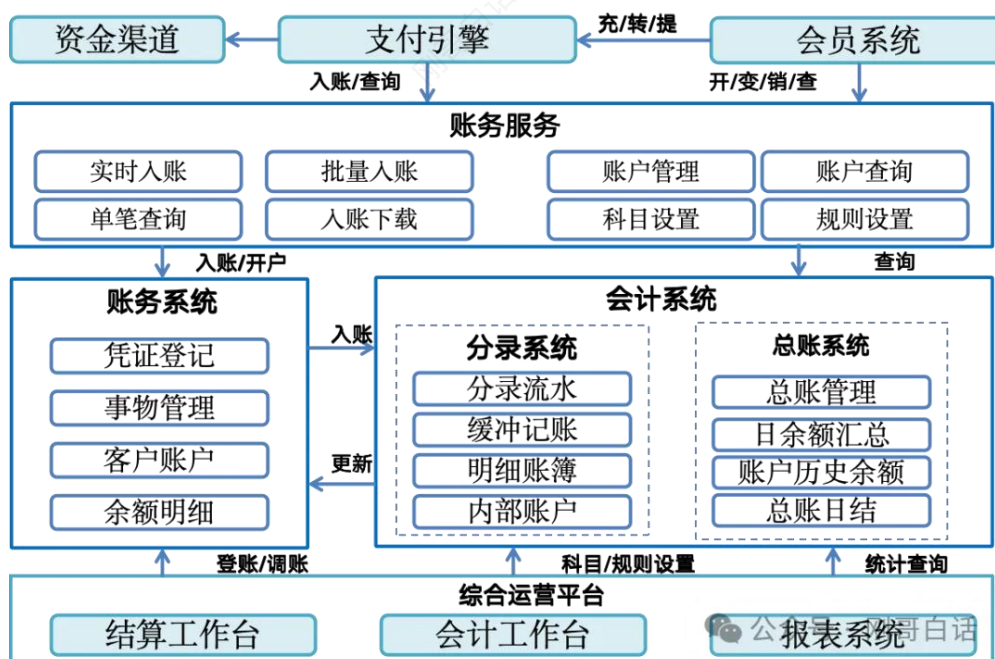 资金渠道
支付引擎
充/转/提
会员系统
入账/查询
开/变/销/查
账务服务
实时入账
批量入账
账户管理
账户查询
单笔查询
入账下载
科目设置
规则设置
入账/开户
查询
账务系统
凭证登记
事物管理
客户账户
余额明细
入账
更新
会计系统
分录系统
分录流水
缓冲记账
明细账簿
内部账户
总账系统
总账管理
日余额汇总
账户历史余额
总账日结
登账/调账
科目/规则设置
统计查询
综合运营平台
结算工作台
会计工作台
报表系统
公众号
哥白话